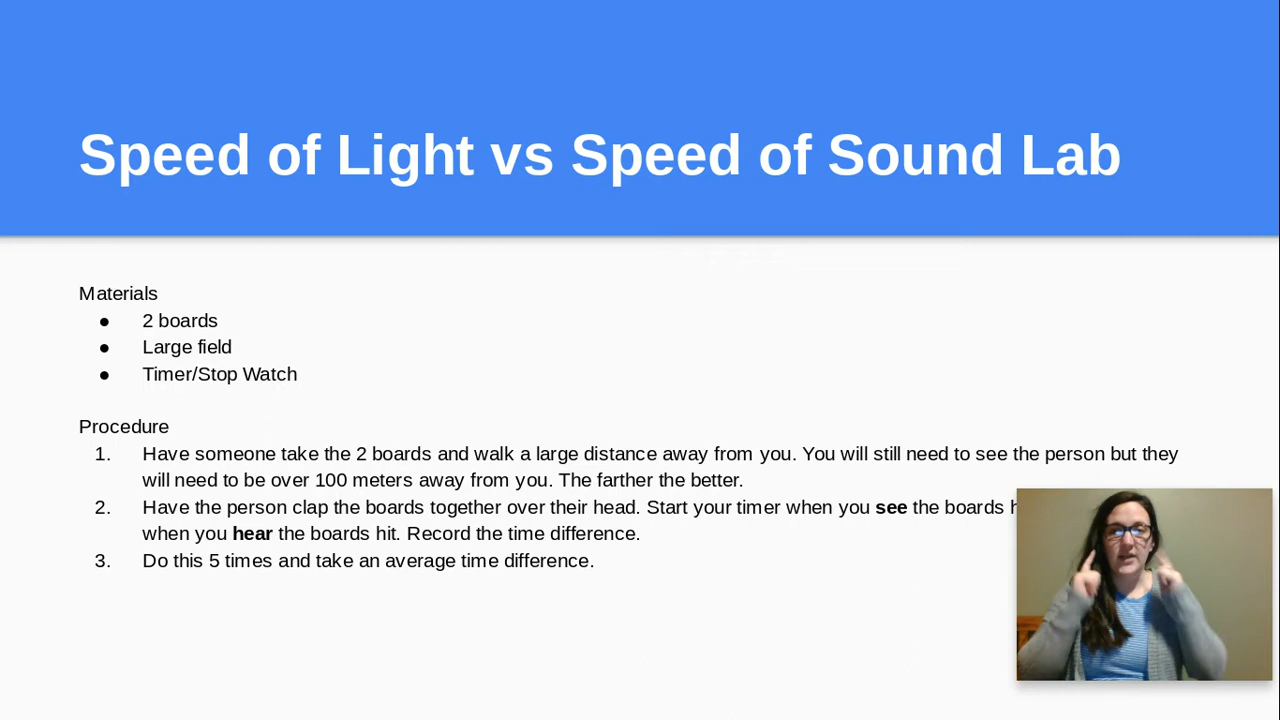 Speed of Light vs Speed of Sound Lab
Materials
● 2 boards
● Large field
● Timer/Stop Watch
Procedure
1. Have someone take the 2 boards and walk a large distance away from you. You will still need to see the person but they
will need to be over 100 meters away from you. The farther the better.
2. Have the person clap the boards together over their head. Start your timer when you see the boards
when you hear the boards hit. Record the time difference.
3. Do this 5 times and take an average time difference.